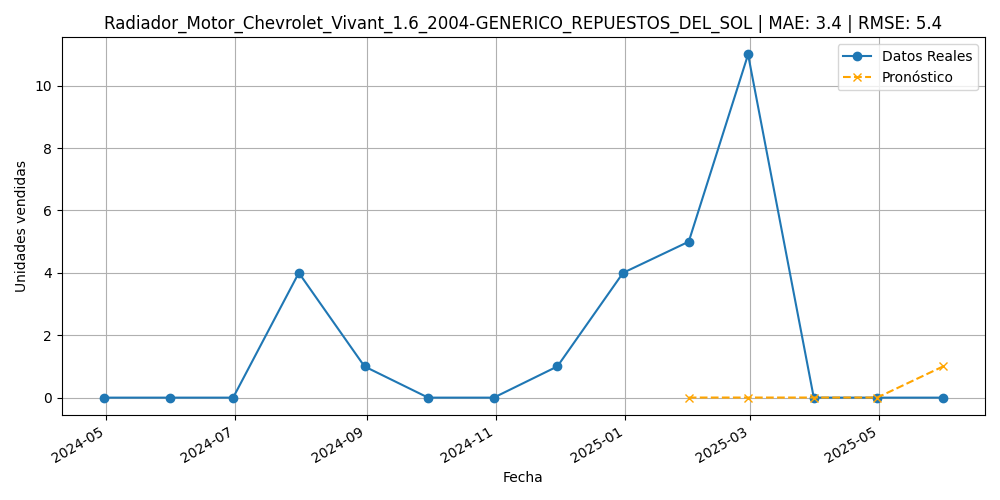 Radiador_Motor_Chevrolet_Vivant_1.6_2004-GENERICO_REPUESTOS_DEL_SOL | MAE: 3.4 | RMSE: 5.4
Datos Reales
Pronóstico
Unidades vendidas
10
8
6
4
2
0
2024-05
2024-07
2024-09
2024-11
2025-01
2025-03
2025-05
Fecha